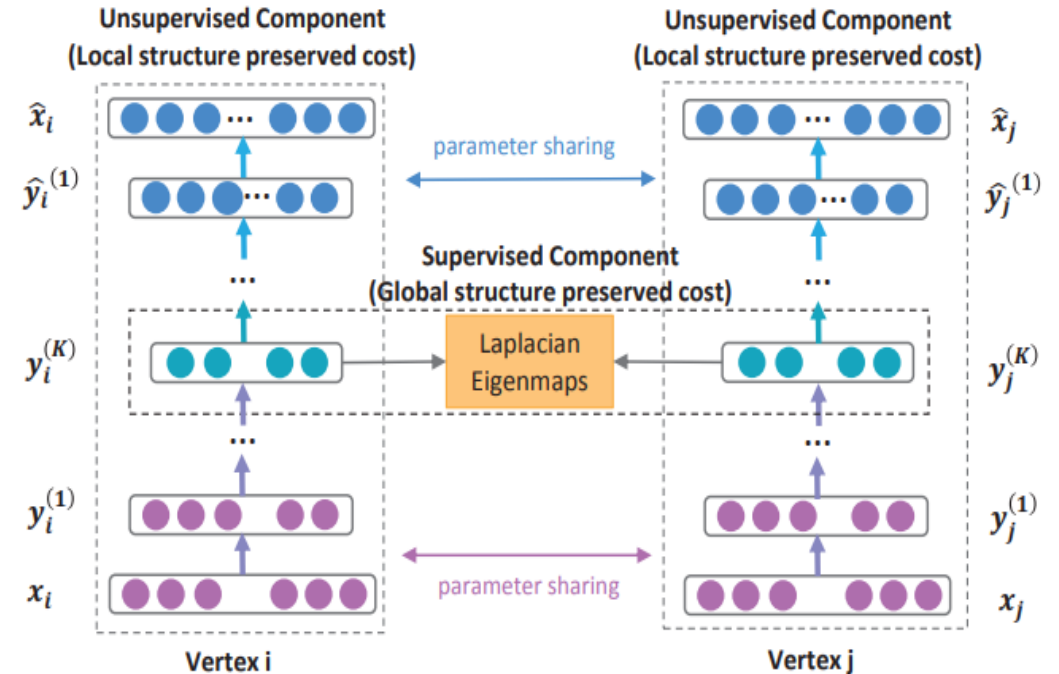 Unsupervised Component
(Local structure preserved cost)
Unsupervised Component
(Local structure preserved cost)
x̂ᵢ
...
parameter sharing
...
x̂ⱼ
ŷᵢ⁽¹⁾
...
...
ŷⱼ⁽¹⁾
...
Supervised Component
(Global structure preserved cost)
...
yᵢ⁽ᴷ⁾
Laplacian
Eigenmaps
yⱼ⁽ᴷ⁾
...
...
yᵢ⁽¹⁾
yⱼ⁽¹⁾
xᵢ
parameter sharing
xⱼ
Vertex i
Vertex j